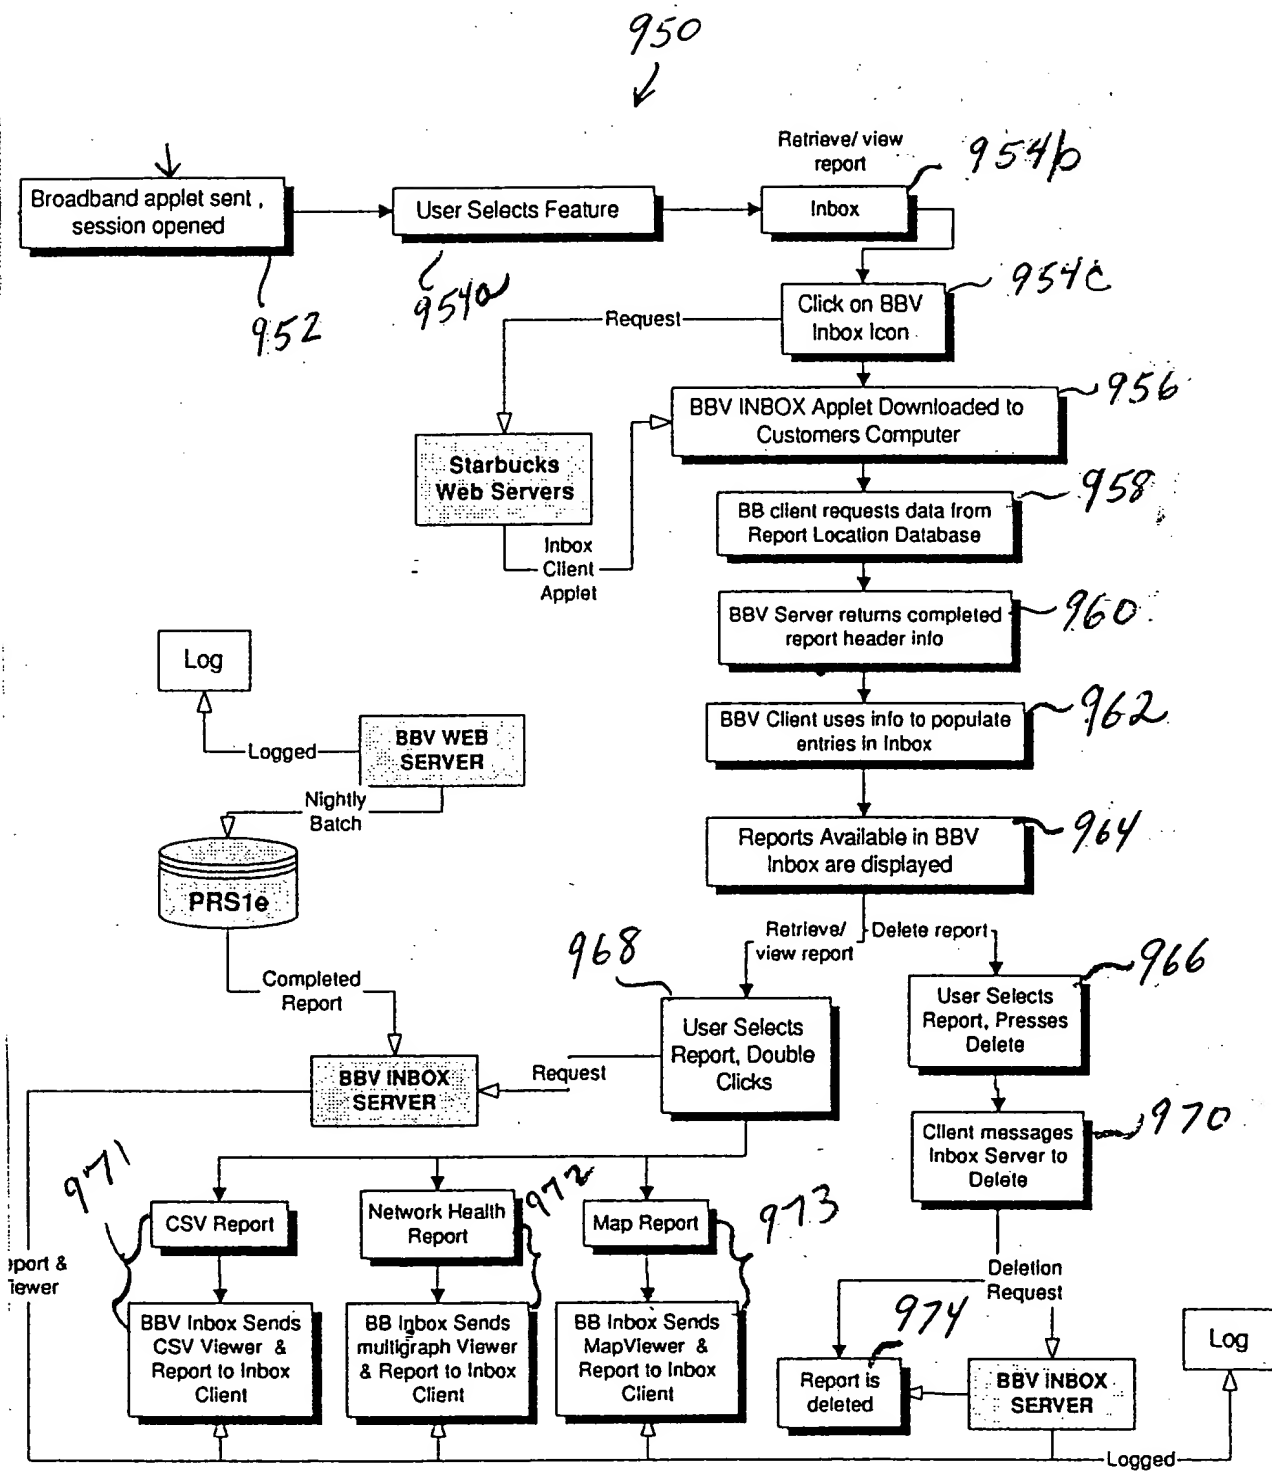 950
Retrieve/ view
report
954b
Broadband applet sent ,
session opened
User Selects Feature
Inbox
952
954a
954c
Click on BBV
Inbox Icon
Request
956
BBV INBOX Applet Downloaded to
Customers Computer
Starbucks
Web Servers
958
BB client requests data from
Report Location Database
Inbox
Client
Applet
960
BBV Server returns completed
report header info
Log
962
BBV Client uses info to populate
entries in Inbox
BBV WEB
SERVER
Logged
Nightly
Batch
964
Reports Available in BBV
Inbox are displayed
PRS1e
Retrieve/
view report
Delete report
968
966
Completed
Report
User Selects
Report, Double
Clicks
User Selects
Report, Presses
Delete
BBV INBOX
SERVER
Request
970
Client messages
Inbox Server to
Delete
971
972
973
CSV Report
Network Health
Report
Map Report
eport &
iewer
Deletion
Request
974
BBV Inbox Sends
CSV Viewer &
Report to Inbox
Client
BB Inbox Sends
multigraph Viewer
& Report to Inbox
Client
BB Inbox Sends
MapViewer &
Report to Inbox
Client
Report is
deleted
BBV INBOX
SERVER
Log
Logged